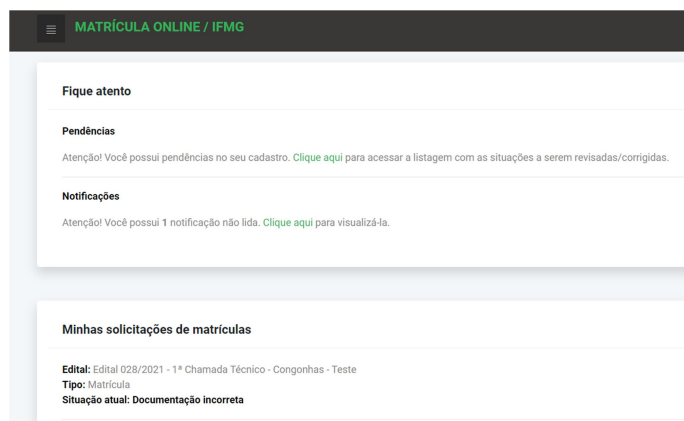 MATRÍCULA ONLINE / IFMG
Fique atento
Pendências
Atenção! Você possui pendências no seu cadastro. Clique aqui para acessar a listagem com as situações a serem revisadas/corrigidas.
Notificações
Atenção! Você possui 1 notificação não lida. Clique aqui para visualizá-la.
Minhas solicitações de matrículas
Edital: Edital 028/2021 - 1ª Chamada Técnico - Congonhas - Teste
Tipo: Matrícula
Situação atual: Documentação incorreta